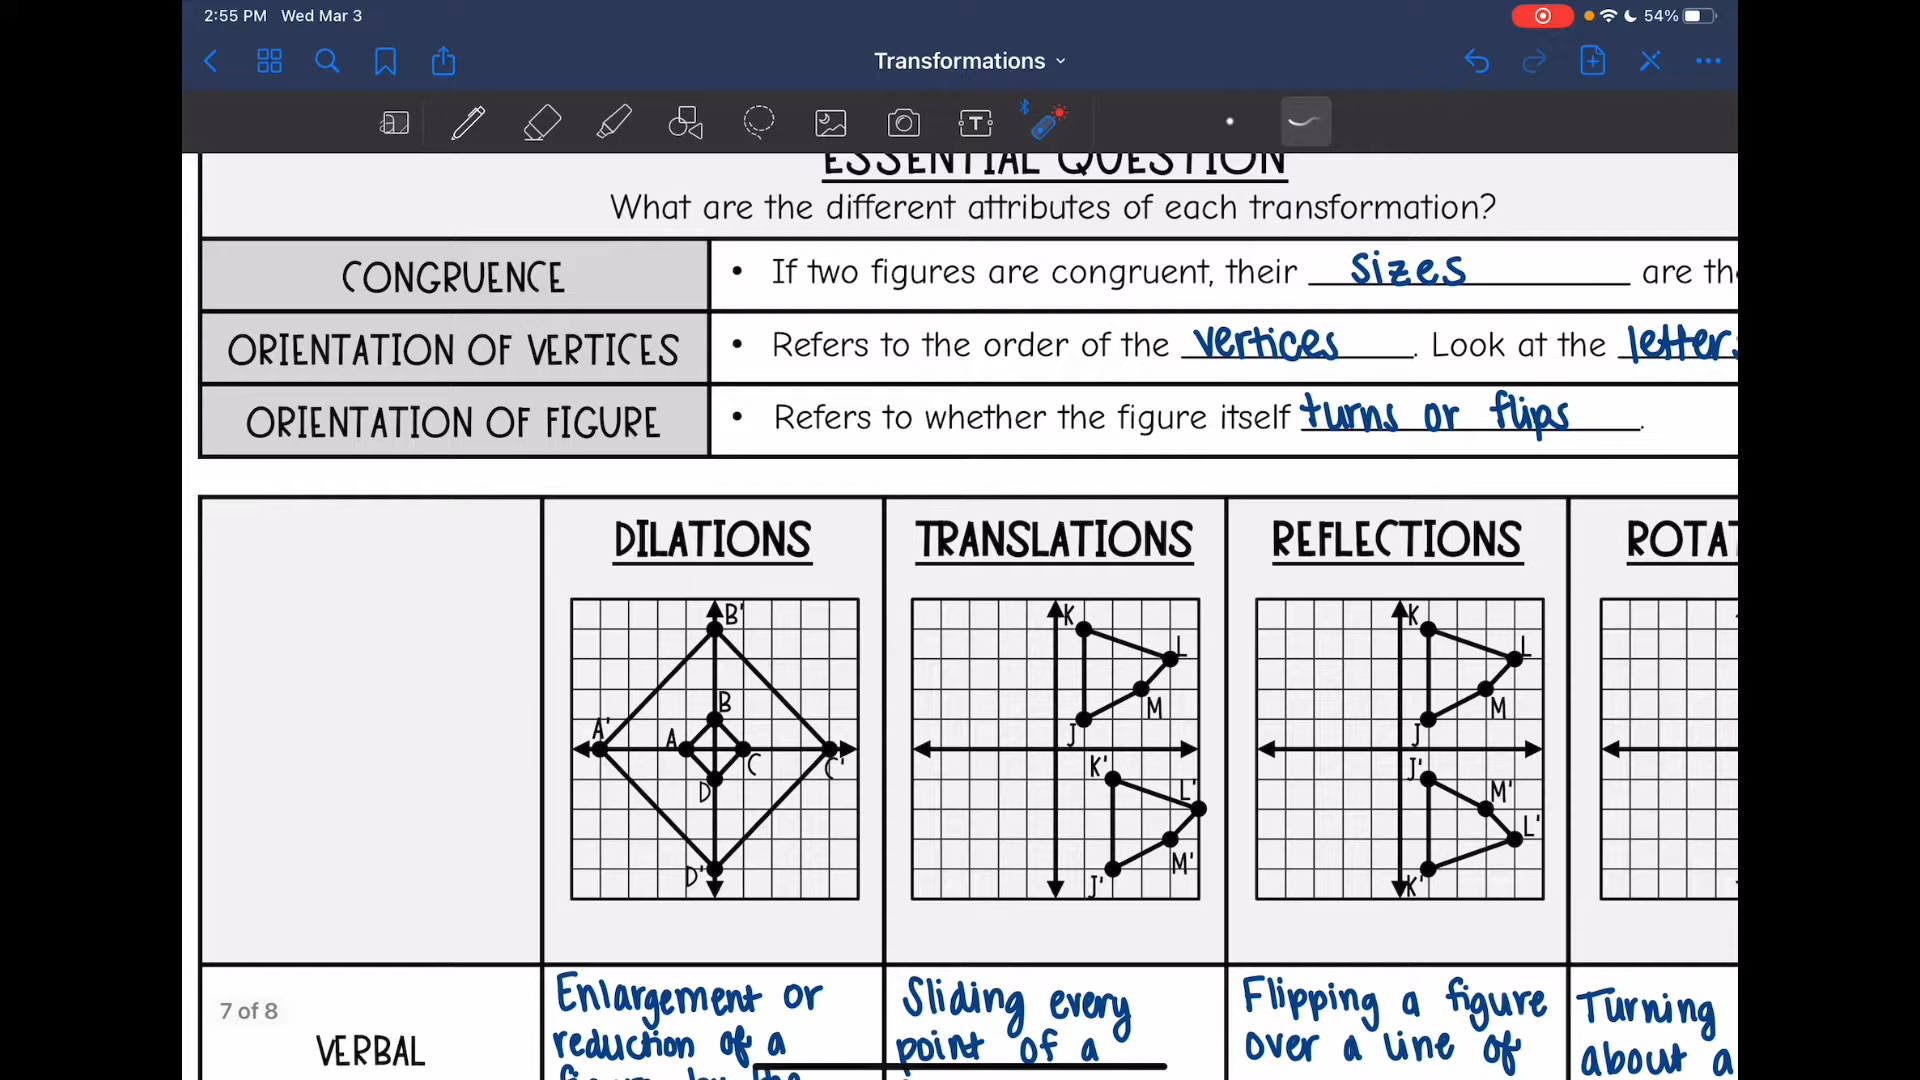 2:55 PM Wed Mar 3 54%
Transformations
T
ESSENTIAL QUESTION
What are the different attributes of each transformation?
CONGRUENCE • If two figures are congruent, their sizes are
ORIENTATION OF VERTICES • Refers to the order of the vertices. Look at the letters
ORIENTATION OF FIGURE • Refers to whether the figure itself turns or flips.
DILATIONS TRANSLATIONS REFLECTIONS
B' K K
L L
B M M
A' A J J
C C' K' J'
D L' M'
L'
D' M'
J' K'
7 of 8
VERBAL
Enlargement or
reduction of a
Sliding every
point of a
Flipping a figure
over a line of
Turning
about a